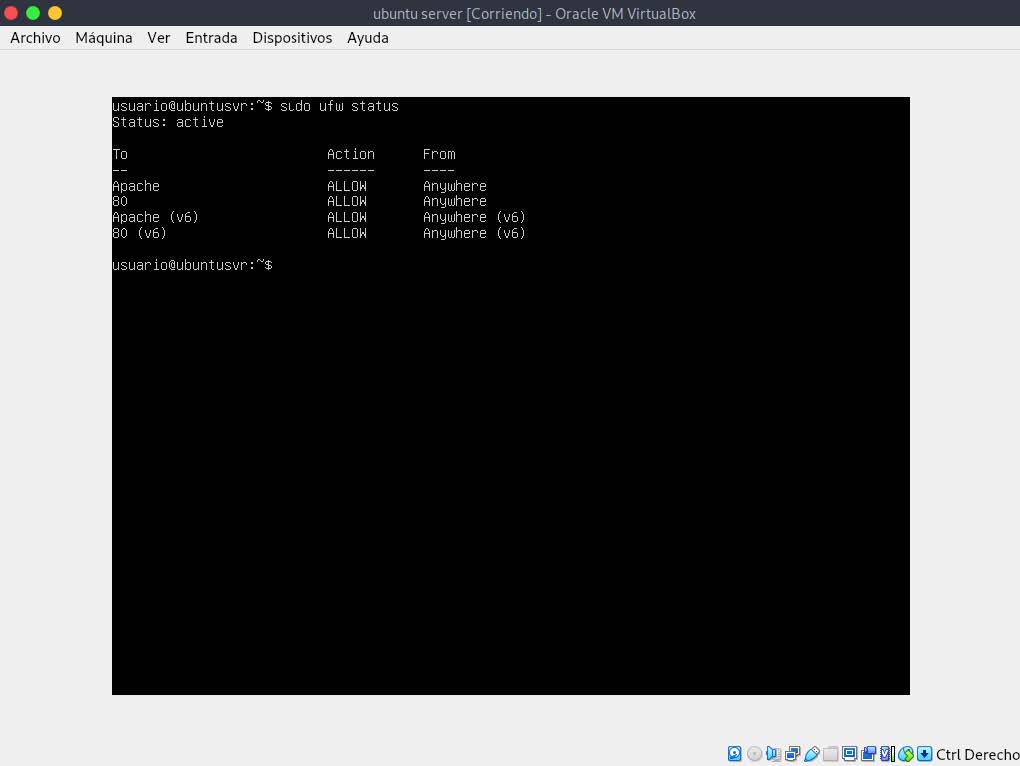 ubuntu server [Corriendo] - Oracle VM VirtualBox
Archivo Máquina Ver Entrada Dispositivos Ayuda
usuario@ubuntusvr:~$ sudo ufw status
Status: active
To Action From
-- ------ ----
Apache ALLOW Anywhere
80 ALLOW Anywhere
Apache (v6) ALLOW Anywhere (v6)
80 (v6) ALLOW Anywhere (v6)
usuario@ubuntusvr:~$
Ctrl Derecho